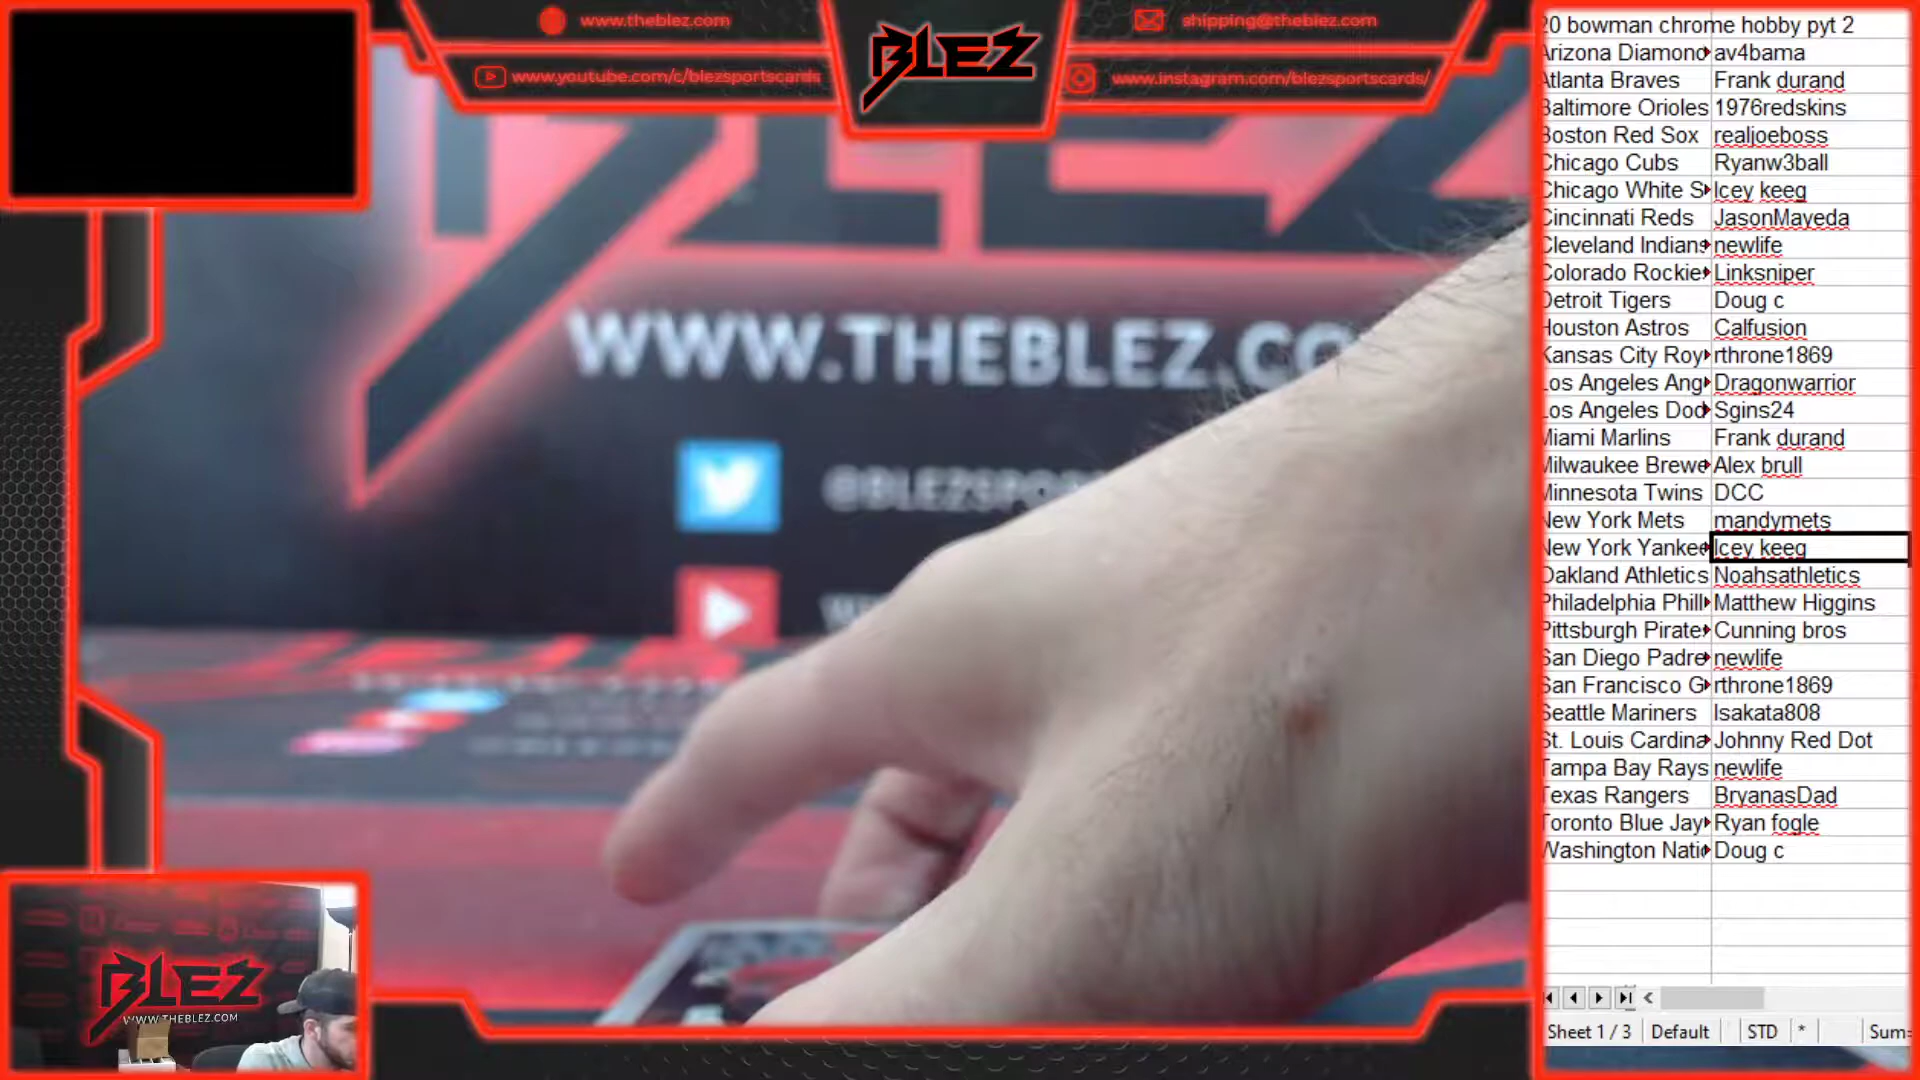 www.theblez.com
www.youtube.com/c/blezsportscards
BLEZ
shipping@theblez.com
www.instagram.com/blezsportscards/
BLEZ
WWW.THEBLEZ.CO
@BLEZSPO
BLEZ
WWW.THEBLEZ.COM
20 bowman chrome hobby pyt 2
Arizona Diamond av4bama
Atlanta Braves Frank durand
Baltimore Orioles 1976redskins
Boston Red Sox realjoeboss
Chicago Cubs Ryanw3ball
Chicago White S Icey keeg
Cincinnati Reds JasonMayeda
Cleveland Indians newlife
Colorado Rockie Linksniper
Detroit Tigers Doug c
Houston Astros Calfusion
Kansas City Roy rthrone1869
Los Angeles Ang Dragonwarrior
Los Angeles Dod Sgins24
Miami Marlins Frank durand
Milwaukee Brewe Alex brull
Minnesota Twins DCC
New York Mets mandymets
New York Yankee Icey keeg
Oakland Athletics Noahsathletics
Philadelphia Phill Matthew Higgins
Pittsburgh Pirate Cunning bros
San Diego Padre newlife
San Francisco G rthrone1869
Seattle Mariners lsakata808
St. Louis Cardina Johnny Red Dot
Tampa Bay Rays newlife
Texas Rangers BryanasDad
Toronto Blue Jay Ryan fogle
Washington Natio Doug c
Sheet 1 / 3 Default STD * Sum=